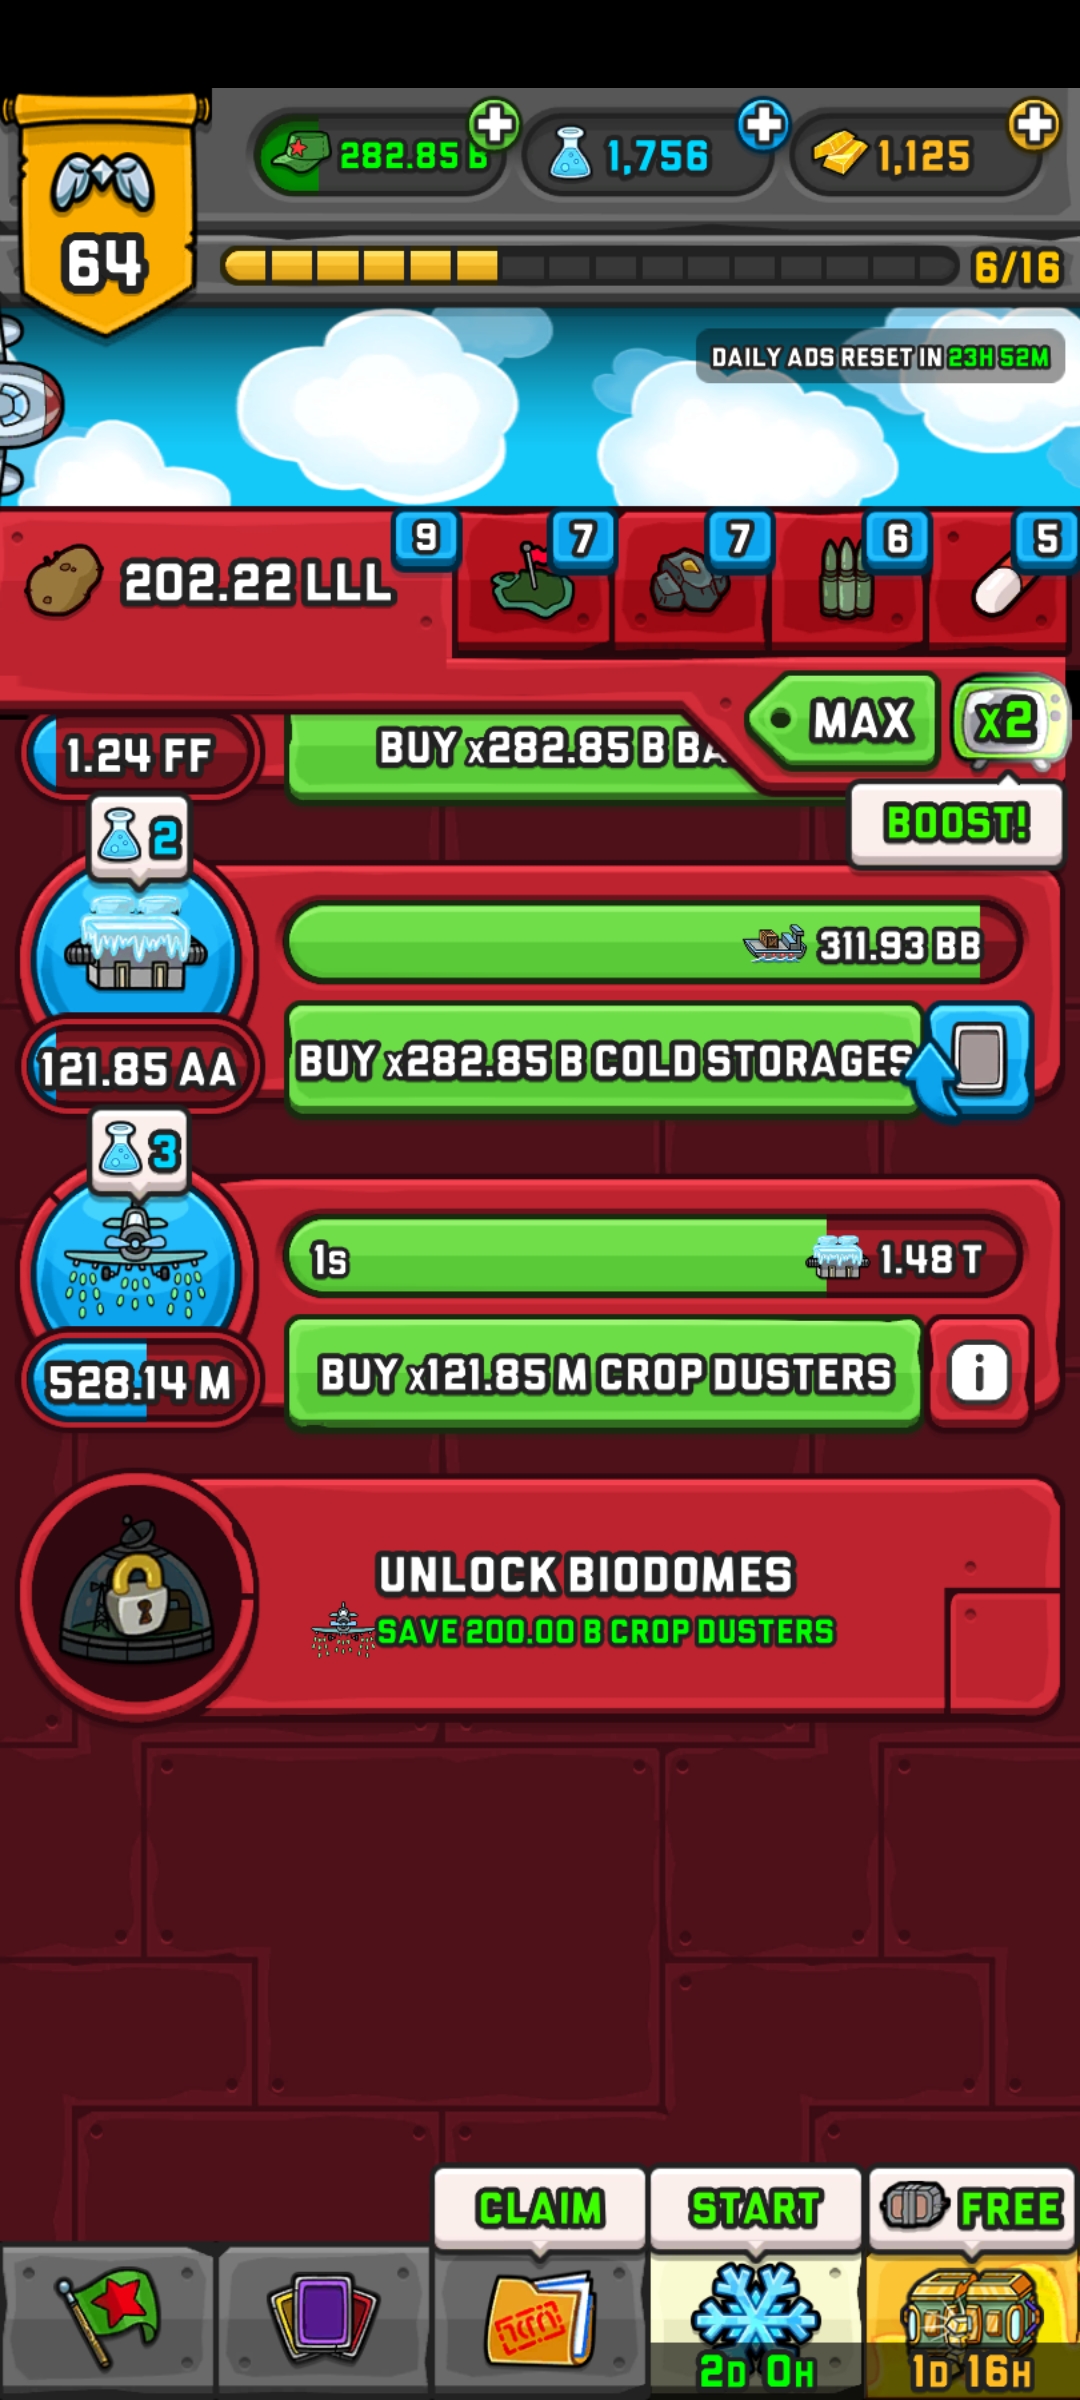 64
282.85 B
1,756
1,125
6/16
DAILY ADS RESET IN 23H 52M
202.22 LLL
9
7
7
6
5
MAX
x2
BOOST!
1.24 FF
BUY x282.85 B
2
311.93 BB
121.85 AA
BUY x282.85 B COLD STORAGES
3
1s
1.48 T
528.14 M
BUY x121.85 M CROP DUSTERS
i
UNLOCK BIODOMES
SAVE 200.00 B CROP DUSTERS
CLAIM
START
FREE
2D 0H
1D 16H